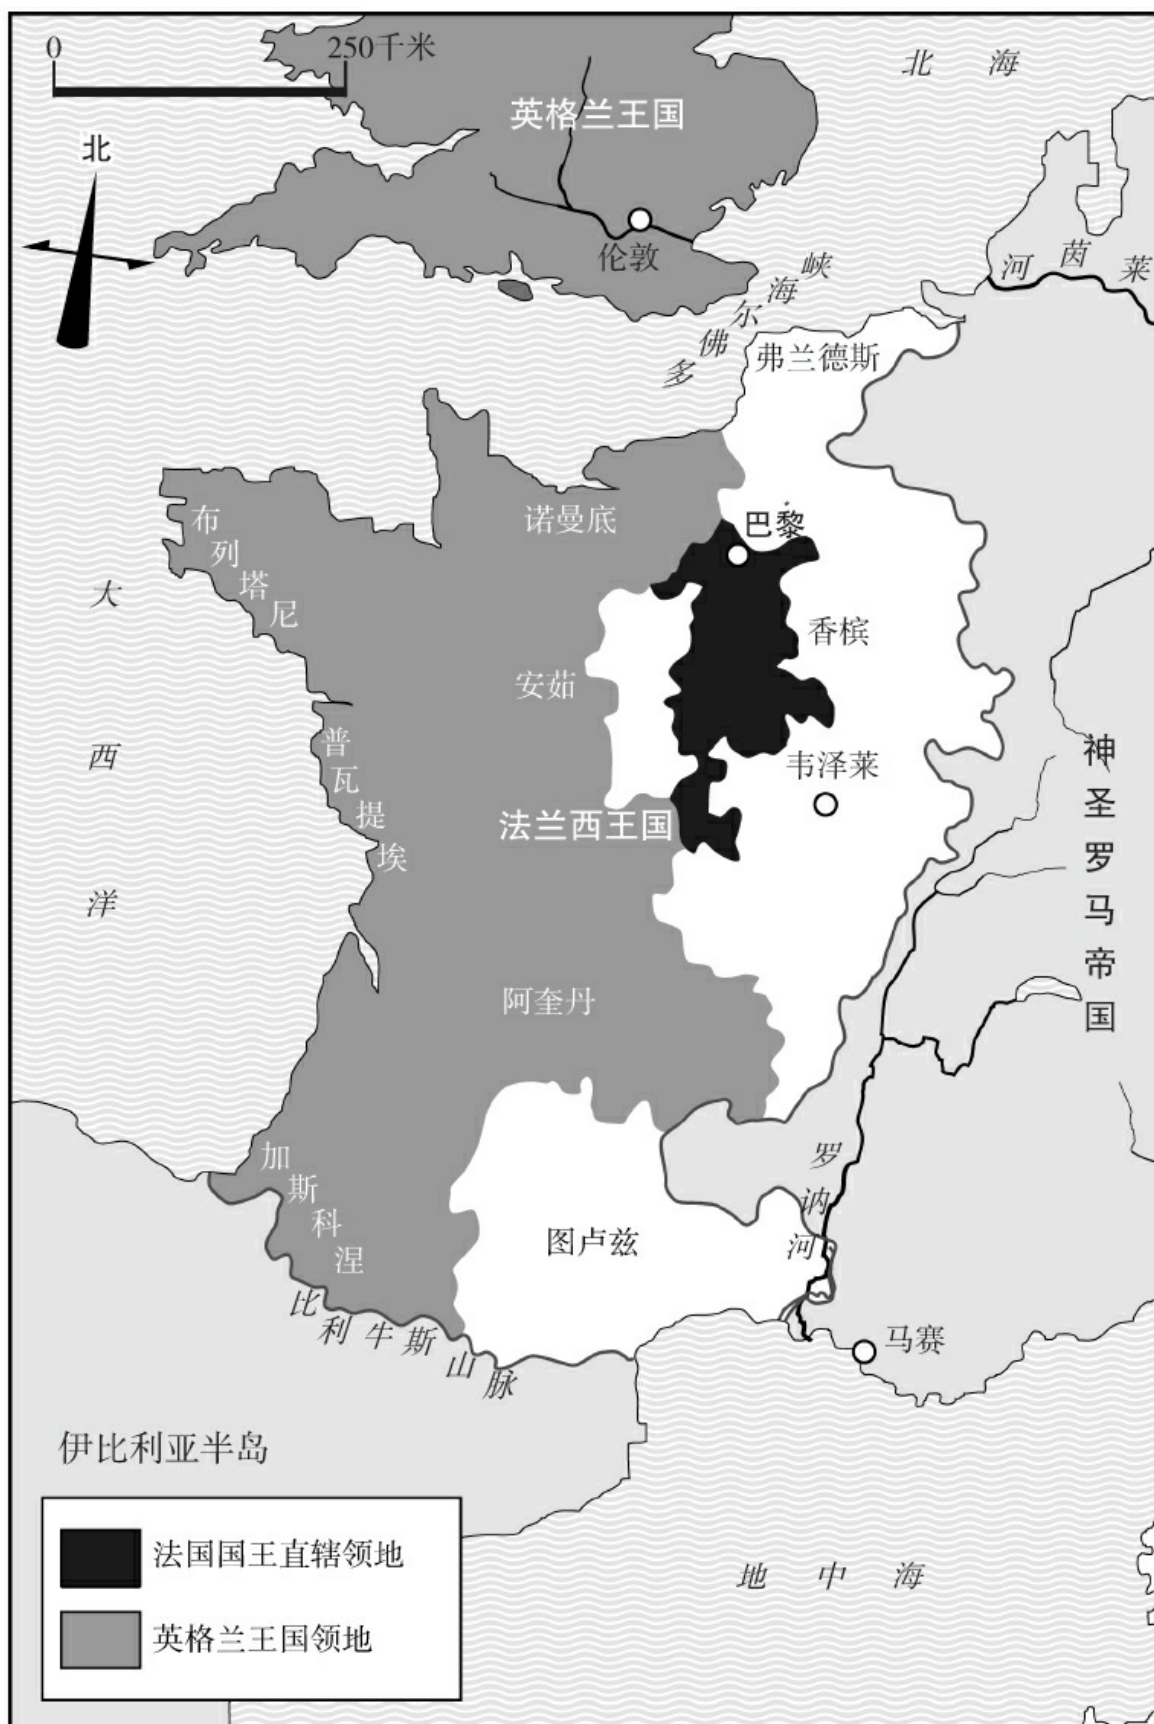 0
250千米
北
英格兰王国
伦敦
北海
多佛尔海峡
莱茵河
弗兰德斯
诺曼底
布列塔尼
巴黎
香槟
安茹
大西洋
普瓦提埃
韦泽莱
法兰西王国
神圣罗马帝国
阿奎丹
加斯科涅
罗讷河
图卢兹
比利牛斯山脉
马赛
伊比利亚半岛
地中海
法国国王直辖领地
英格兰王国领地